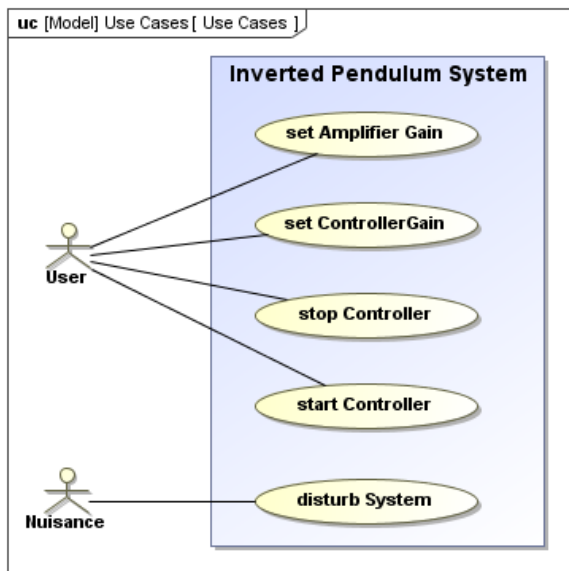 uc [Model] Use Cases [ Use Cases ]
Inverted Pendulum System
set Amplifier Gain
set ControllerGain
User
stop Controller
start Controller
disturb System
Nuisance